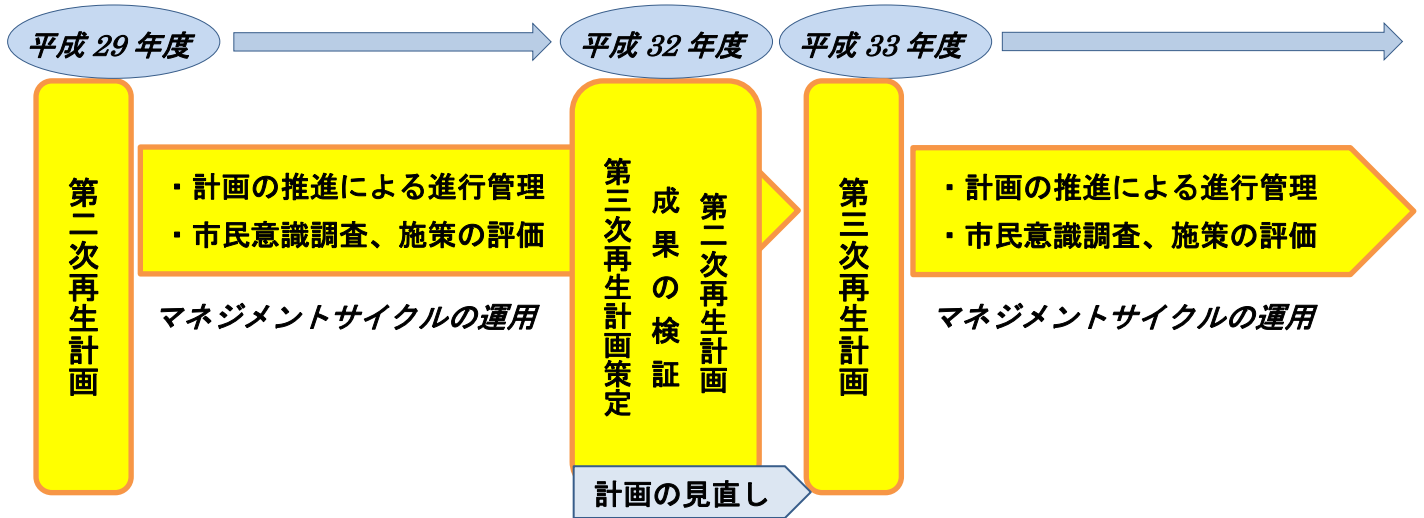 平成 29 年度
平成 32 年度
平成 33 年度
第二次再生計画
・計画の推進による進行管理
・市民意識調査、施策の評価
マネジメントサイクルの運用
第二次再生計画
成果の検証
第三次再生計画策定
計画の見直し
第三次再生計画
・計画の推進による進行管理
・市民意識調査、施策の評価
マネジメントサイクルの運用